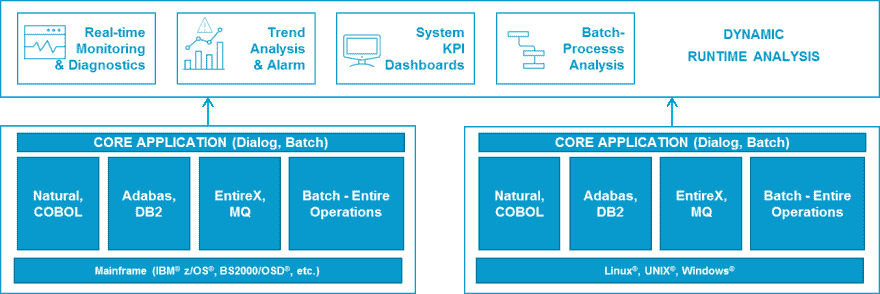 Real-time
Monitoring
& Diagnostics
Trend
Analysis
& Alarm
System
KPI
Dashboards
Batch-
Processs
Analysis
DYNAMIC
RUNTIME ANALYSIS
CORE APPLICATION (Dialog, Batch)
Natural,
COBOL
Adabas,
DB2
EntireX,
MQ
Batch - Entire
Operations
Mainframe (IBM® z/OS®, BS2000/OSD®, etc.)
CORE APPLICATION (Dialog, Batch)
Natural,
COBOL
Adabas,
DB2
EntireX,
MQ
Batch - Entire
Operations
Linux®, UNIX®, Windows®